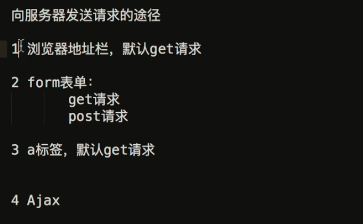 向服务器发送请求的途径
1 浏览器地址栏，默认get请求
2 form表单：
get请求
post请求
3 a标签，默认get请求
4 Ajax